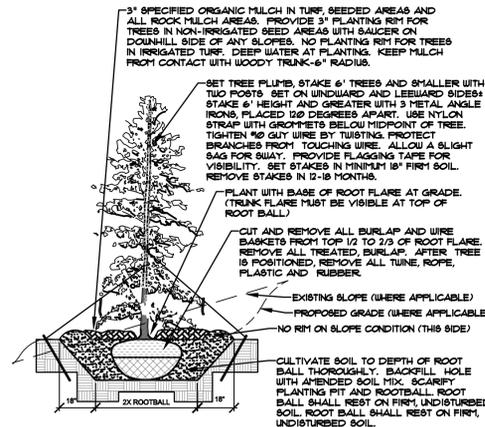 3" SPECIFIED ORGANIC MULCH IN TURF, SEEDED AREAS AND
ALL ROCK MULCH AREAS. PROVIDE 3" PLANTING RIM FOR
TREES IN NON-IRRIGATED SEED AREAS WITH SAUCER ON
DOWNHILL SIDE OF ANY SLOPES. NO PLANTING RIM FOR TREES
IN IRRIGATED TURF. DEEP WATER AT PLANTING. KEEP MULCH
FROM CONTACT WITH WOODY TRUNK-6" RADIUS.
SET TREE PLUMB, STAKE 6' TREES AND SMALLER WITH
TWO POSTS SET ON WINDWARD AND LEEWARD SIDES;
STAKE 6' HEIGHT AND GREATER WITH 3 METAL ANGLE
IRONS, PLACED 120 DEGREES APART. USE NYLON
STRAP WITH GROMMETS BELOW MIDPOINT OF TREE.
TIGHTEN #10 GUY WIRE BY TWISTING. PROTECT
BRANCHES FROM TOUCHING WIRE. ALLOW A SLIGHT
SAG FOR SWAY. PROVIDE FLAGGING TAPE FOR
VISIBILITY. SET STAKES IN MINIMUM 18" FIRM SOIL.
REMOVE STAKES IN 12-18 MONTHS.
PLANT WITH BASE OF ROOT FLARE AT GRADE.
(TRUNK FLARE MUST BE VISIBLE AT TOP OF
ROOT BALL)
CUT AND REMOVE ALL BURLAP AND WIRE
BASKETS FROM TOP 1/2 TO 2/3 OF ROOT FLARE.
REMOVE ALL TREATED, BURLAP. AFTER TREE
IS POSITIONED, REMOVE ALL TWINE, ROPE,
PLASTIC AND RUBBER.
EXISTING SLOPE (WHERE APPLICABLE)
PROPOSED GRADE (WHERE APPLICABLE
NO RIM ON SLOPE CONDITION (THIS SIDE)
CULTIVATE SOIL TO DEPTH OF ROOT
BALL THOROUGHLY. BACKFILL HOLE
WITH AMENDED SOIL MIX. SCARIFY
PLANTING PIT AND ROOTBALL. ROOT
BALL SHALL REST ON FIRM, UNDISTURBED
SOIL. ROOT BALL SHALL REST ON FIRM,
UNDISTURBED SOIL.
18" 2X ROOTBALL 18"